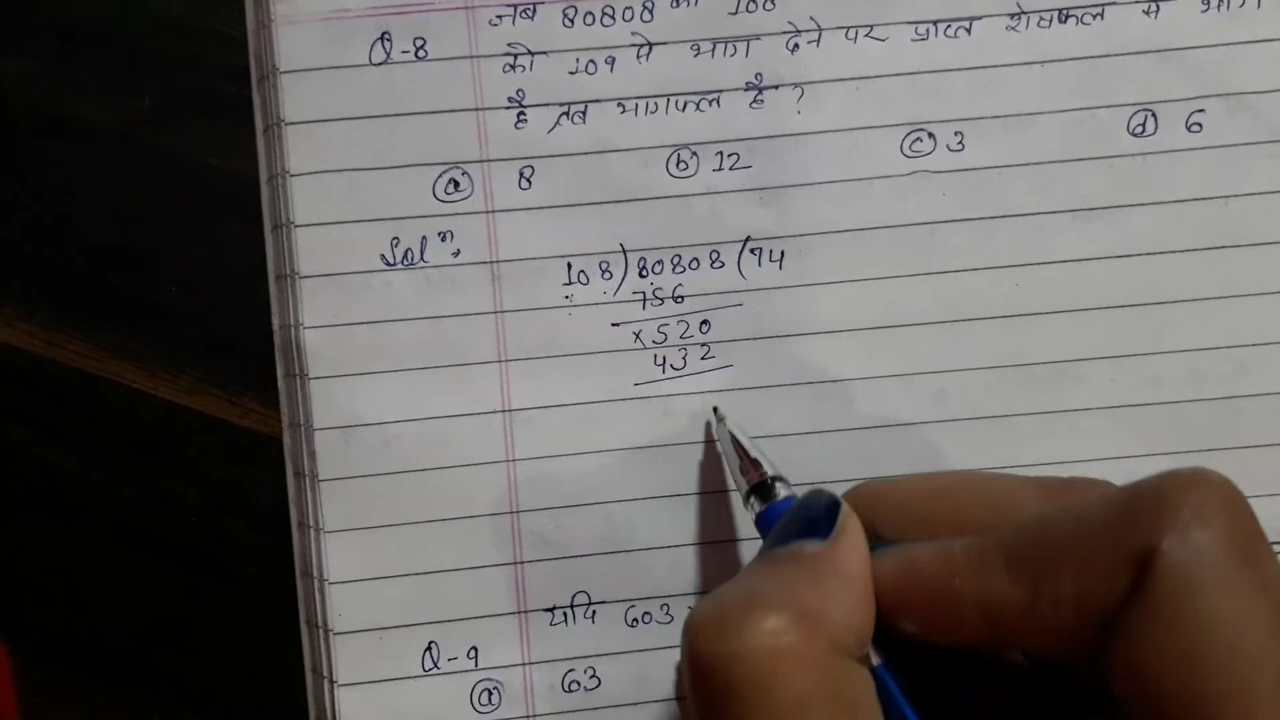 जब 80808 को 108
Q-8 को 109 से भाग देने पर प्राप्त शेषफल से भाग
है तब भागफल है ?
(a) 8 (b) 12 (c) 3 (d) 6
Solⁿ→ 108)80808(74
756
×520
432
यदि 603
Q-9
(a) 63